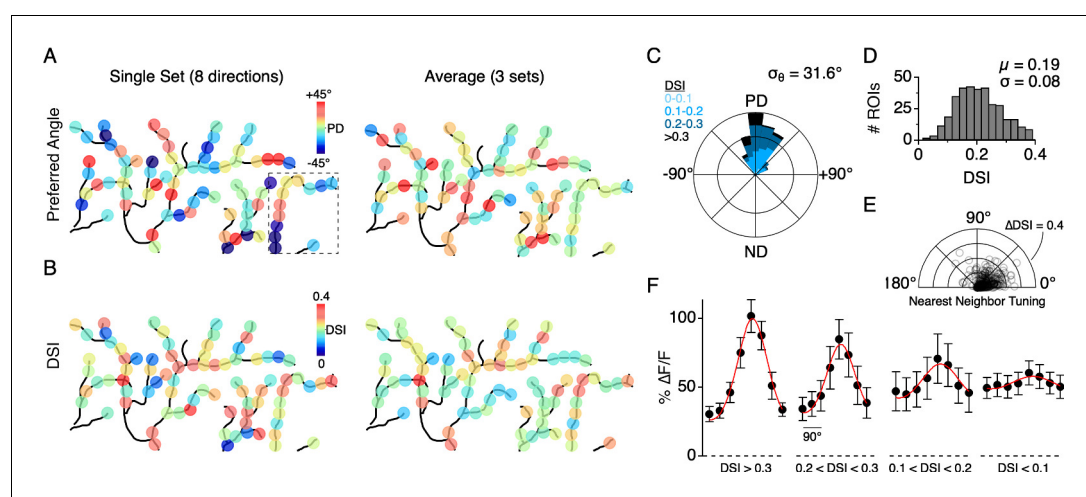 A
Single Set (8 directions)
Average (3 sets)
Preferred Angle
+45°
PD
-45°
B
DSI
0.4
DSI
0
C
σθ = 31.6°
DSI
0-0.1
0.1-0.2
0.2-0.3
>0.3
PD
-90°
+90°
ND
D
μ = 0.19
σ = 0.08
# ROIs
50
25
0
0
0.2
0.4
DSI
E
90°
ΔDSI = 0.4
180°
0°
Nearest Neighbor Tuning
F
% ΔF/F
100
50
0
90°
DSI > 0.3
0.2 < DSI < 0.3
0.1 < DSI < 0.2
DSI < 0.1